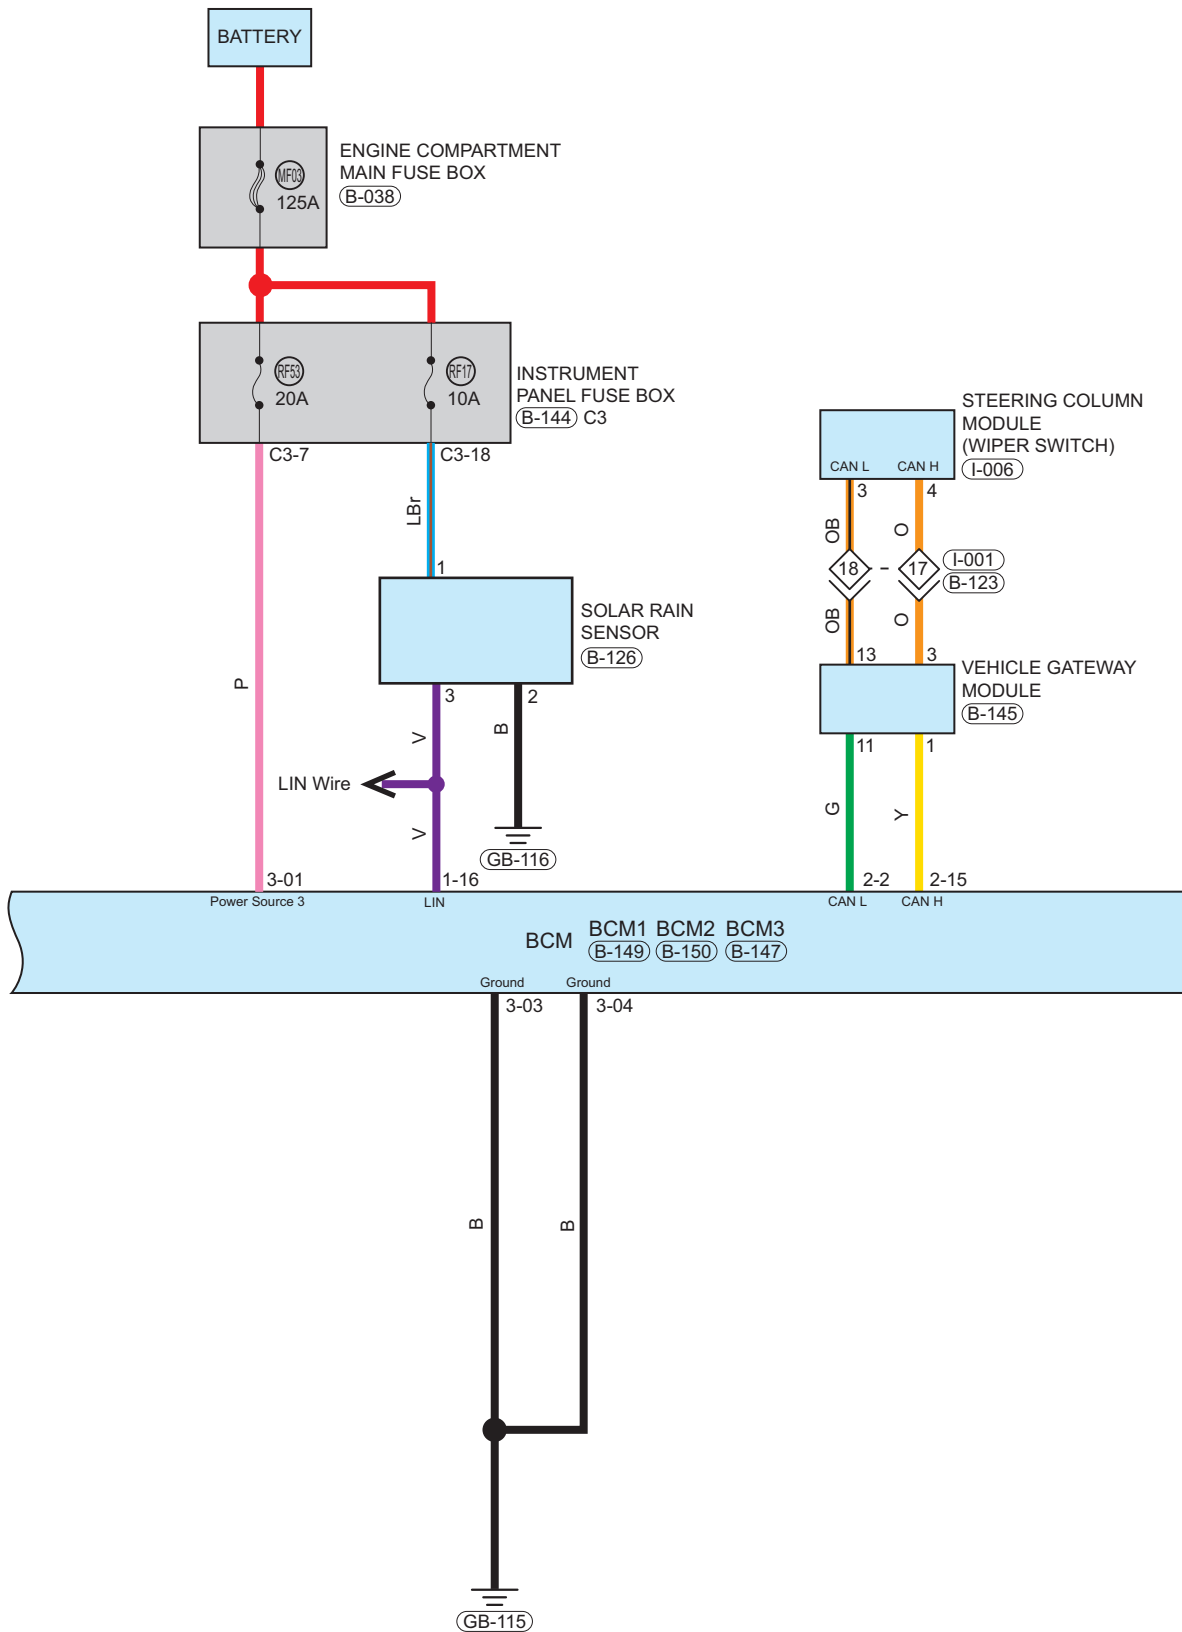 BATTERY
MF03
125A
ENGINE COMPARTMENT
MAIN FUSE BOX
B-038
RF53
20A
RF17
10A
INSTRUMENT
PANEL FUSE BOX
B-144 C3
C3-7
C3-18
LBr
1
SOLAR RAIN
SENSOR
B-126
3
2
P
V
B
LIN Wire
V
GB-116
STEERING COLUMN
MODULE
(WIPER SWITCH)
I-006
CAN L
CAN H
3
4
OB
O
18
17
I-001
B-123
OB
O
13
3
VEHICLE GATEWAY
MODULE
B-145
11
1
G
Y
3-01
1-16
2-2
2-15
Power Source 3
LIN
CAN L
CAN H
BCM
BCM1 BCM2 BCM3
B-149 B-150 B-147
Ground
Ground
3-03
3-04
B
B
GB-115